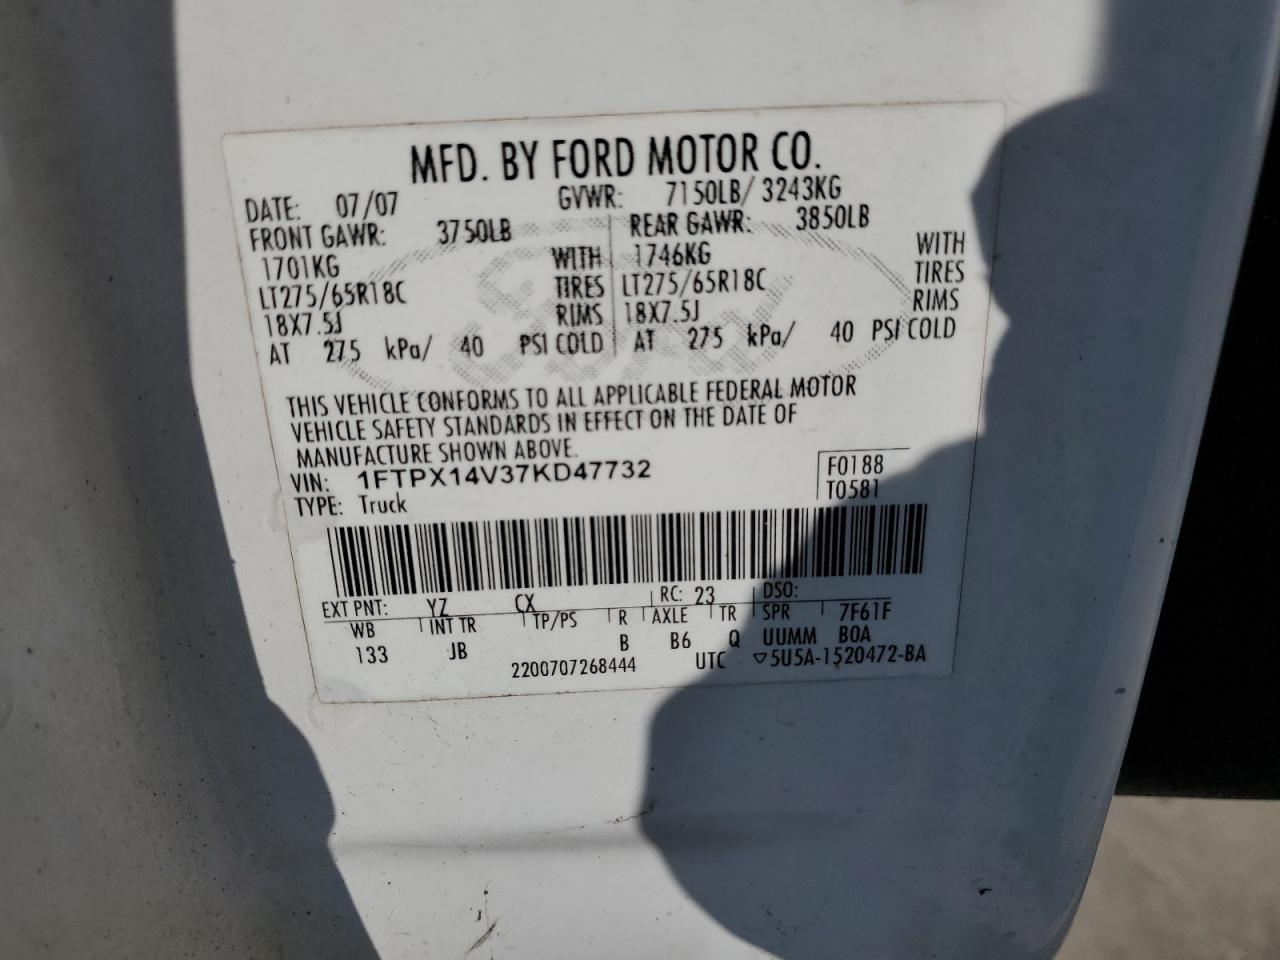 MFD. BY FORD MOTOR CO.
DATE: 07/07 GVWR: 7150LB/ 3243KG
FRONT GAWR: 3750LB REAR GAWR: 3850LB
1701KG WITH 1746KG WITH
LT275/65R18C TIRES LT275/65R18C TIRES
18X7.5J RIMS 18X7.5J RIMS
AT 275 kPa/ 40 PSI COLD AT 275 kPa/ 40 PSI COLD
THIS VEHICLE CONFORMS TO ALL APPLICABLE FEDERAL MOTOR
VEHICLE SAFETY STANDARDS IN EFFECT ON THE DATE OF
MANUFACTURE SHOWN ABOVE.
VIN: 1FTPX14V37KD47732 F0188
TYPE: Truck T0581
EXT PNT: YZ CX RC: 23 DSO:
WB INT TR TP/PS R AXLE TR SPR 7F61F
133 JB B B6 Q UUMM BOA
2200707268444 UTC ▽5U5A-1520472-BA